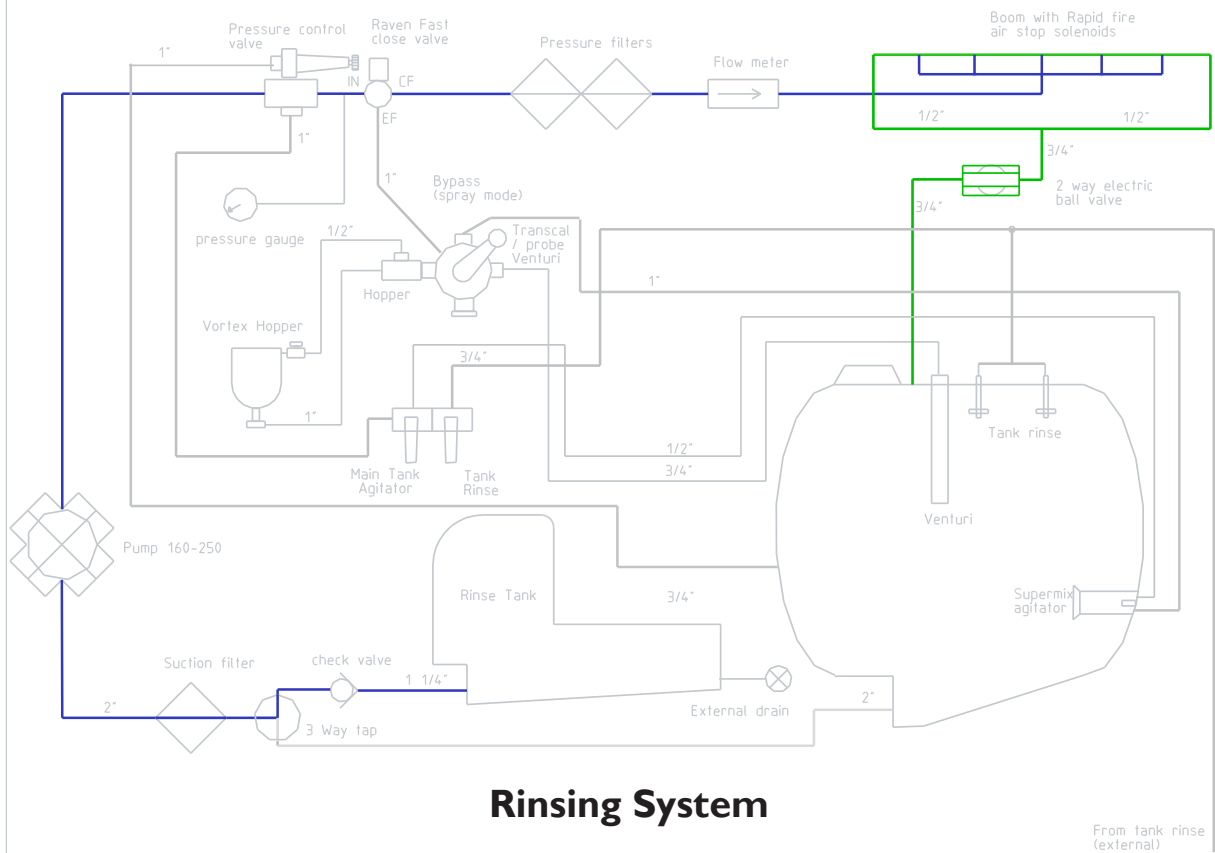 Pressure control
valve
Raven Fast
close valve
Boom with Rapid fire
air stop solenoids
Pressure filters
Flow meter
1"
IN
CF
EF
1"
1/2"
1/2"
3/4"
1"
Bypass
(spray mode)
2 way electric
ball valve
3/4"
pressure gauge
1/2"
Transcal
/ probe
Venturi
Hopper
1"
Vortex Hopper
3/4"
1"
Tank rinse
1/2"
3/4"
Main Tank
Agitator
Tank
Rinse
Venturi
Pump 160-250
Rinse Tank
3/4"
Supermix
agitator
Suction filter
check valve
1 1/4"
2"
3 Way tap
External drain
2"
Rinsing System
From tank rinse
(external)